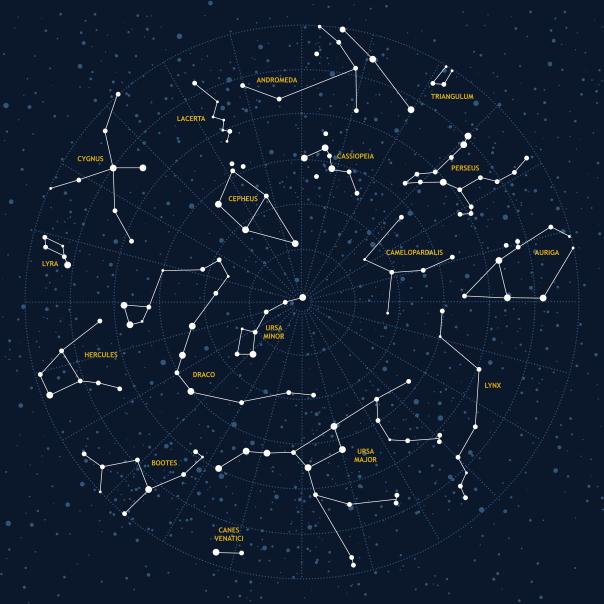 ANDROMEDA
TRIANGULUM
LACERTA
CASSIOPEIA
CYGNUS
PERSEUS
CEPHEUS
CAMELOPARDALIS
AURIGA
LYRA
URSA
MINOR
HERCULES
DRACO
LYNX
URSA
MAJOR
BOOTES
CANES
VENATICI